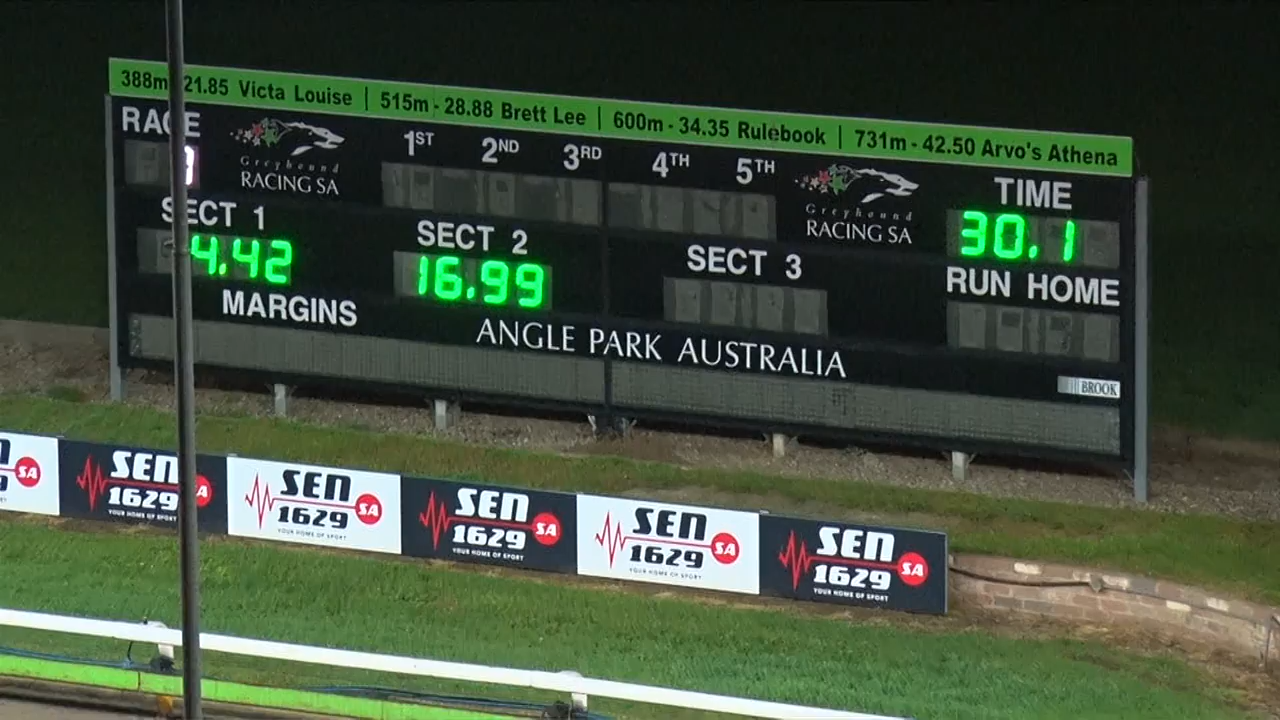 388m 21.85 Victa Louise | 515m - 28.88 Brett Lee | 600m - 34.35 Rulebook | 731m - 42.50 Arvo's Athena
RACE
Greyhound
RACING SA
1ST 2ND 3RD 4TH 5TH
Greyhound
RACING SA
TIME
30.1
SECT 1
4.42
SECT 2
16.99
SECT 3
RUN HOME
MARGINS
ANGLE PARK AUSTRALIA
BROOK
SA
SEN
1629
SA
YOUR HOME OF SPORT
SEN
1629
SA
YOUR HOME OF SPORT
SEN
1629
SA
YOUR HOME OF SPORT
SEN
1629
SA
YOUR HOME OF SPORT
SEN
1629
SA
YOUR HOME OF SPORT